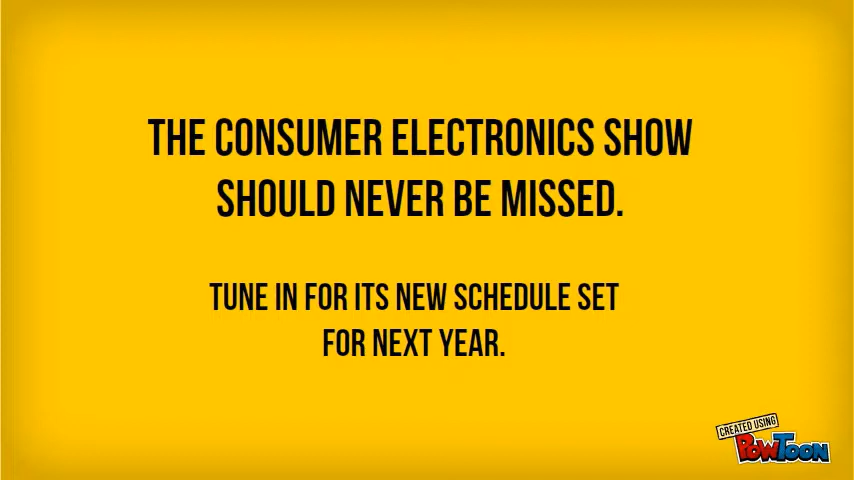 THE CONSUMER ELECTRONICS SHOW
SHOULD NEVER BE MISSED.
TUNE IN FOR ITS NEW SCHEDULE SET
FOR NEXT YEAR.
CREATED USING
POWTOON